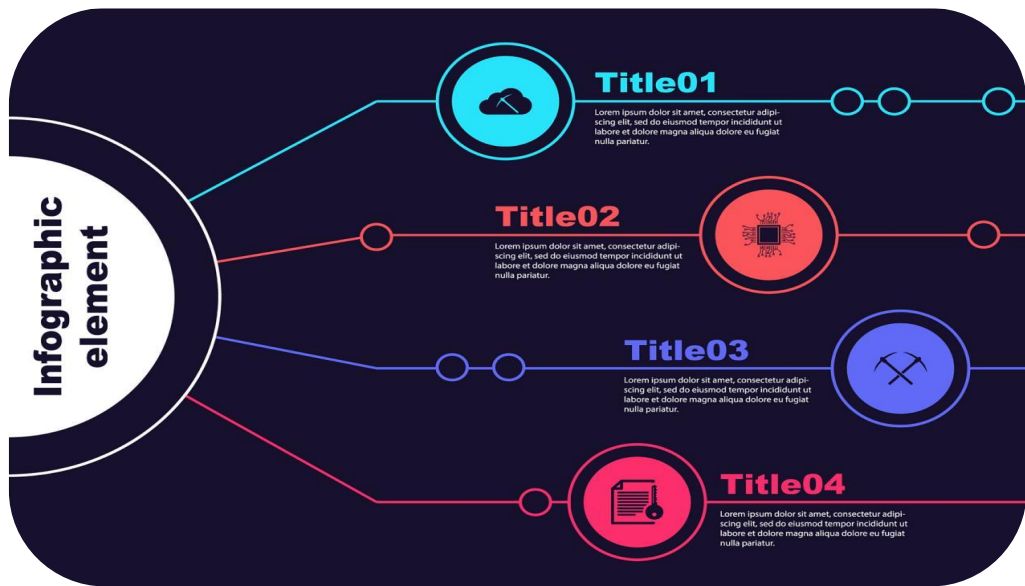 Infographic
element
Title01
Lorem ipsum dolor sit amet, consectetur adipi-
scing elit, sed do eiusmod tempor incididunt ut
labore et dolore magna aliqua dolore eu fugiat
nulla pariatur.
Title02
Lorem ipsum dolor sit amet, consectetur adipi-
scing elit, sed do eiusmod tempor incididunt ut
labore et dolore magna aliqua dolore eu fugiat
nulla pariatur.
Title03
Lorem ipsum dolor sit amet, consectetur adipi-
scing elit, sed do eiusmod tempor incididunt ut
labore et dolore magna aliqua dolore eu fugiat
nulla pariatur.
Title04
Lorem ipsum dolor sit amet, consectetur adipi-
scing elit, sed do eiusmod tempor incididunt ut
labore et dolore magna aliqua dolore eu fugiat
nulla pariatur.